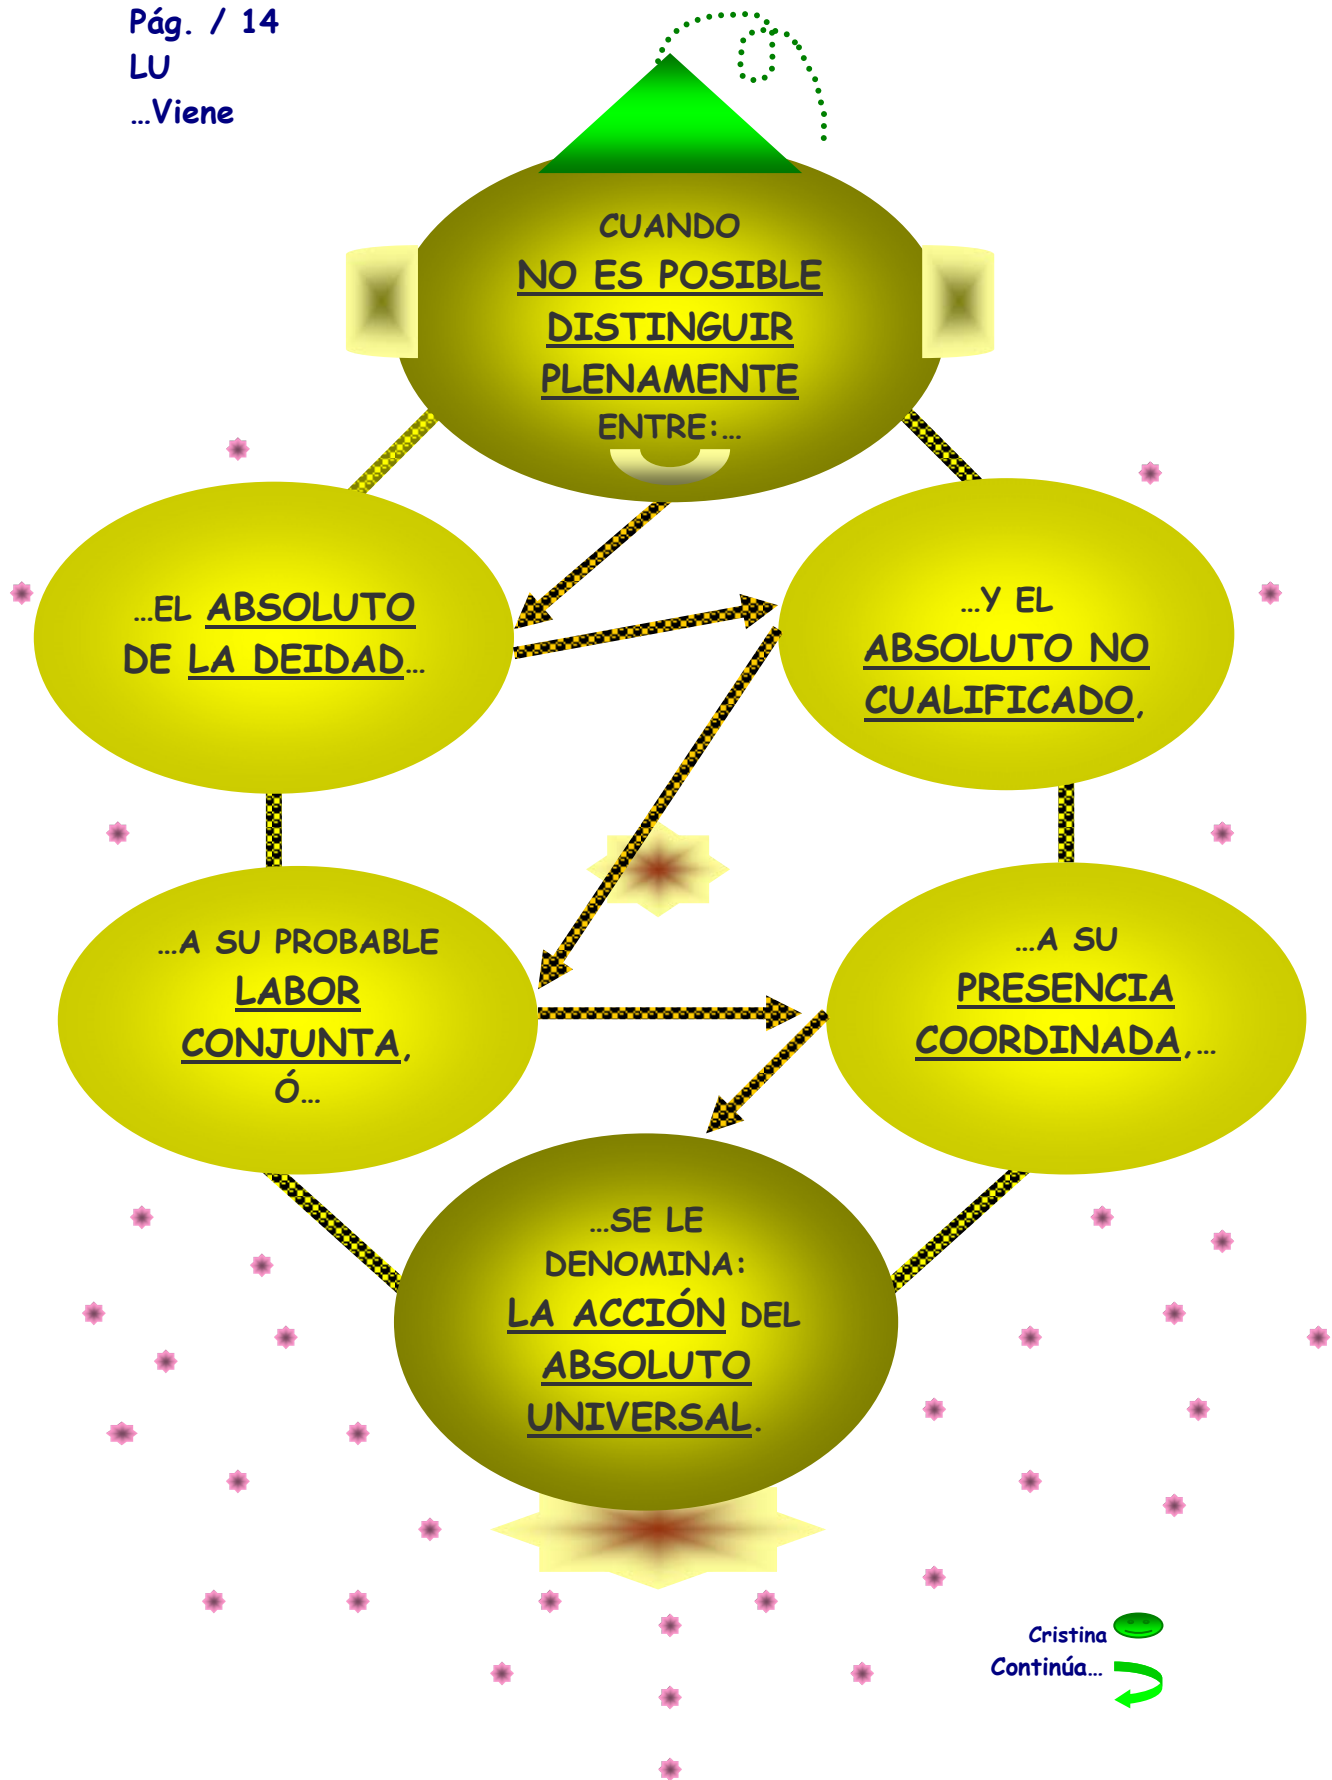 Pág. / 14
LU
…Viene
CUANDO
NO ES POSIBLE
DISTINGUIR
PLENAMENTE
ENTRE:…
…EL ABSOLUTO
DE LA DEIDAD…
…Y EL
ABSOLUTO NO
CUALIFICADO,
…A SU PROBABLE
LABOR
CONJUNTA,
Ó…
…A SU
PRESENCIA
COORDINADA,…
…SE LE
DENOMINA:
LA ACCIÓN DEL
ABSOLUTO
UNIVERSAL.
Cristina
Continúa…